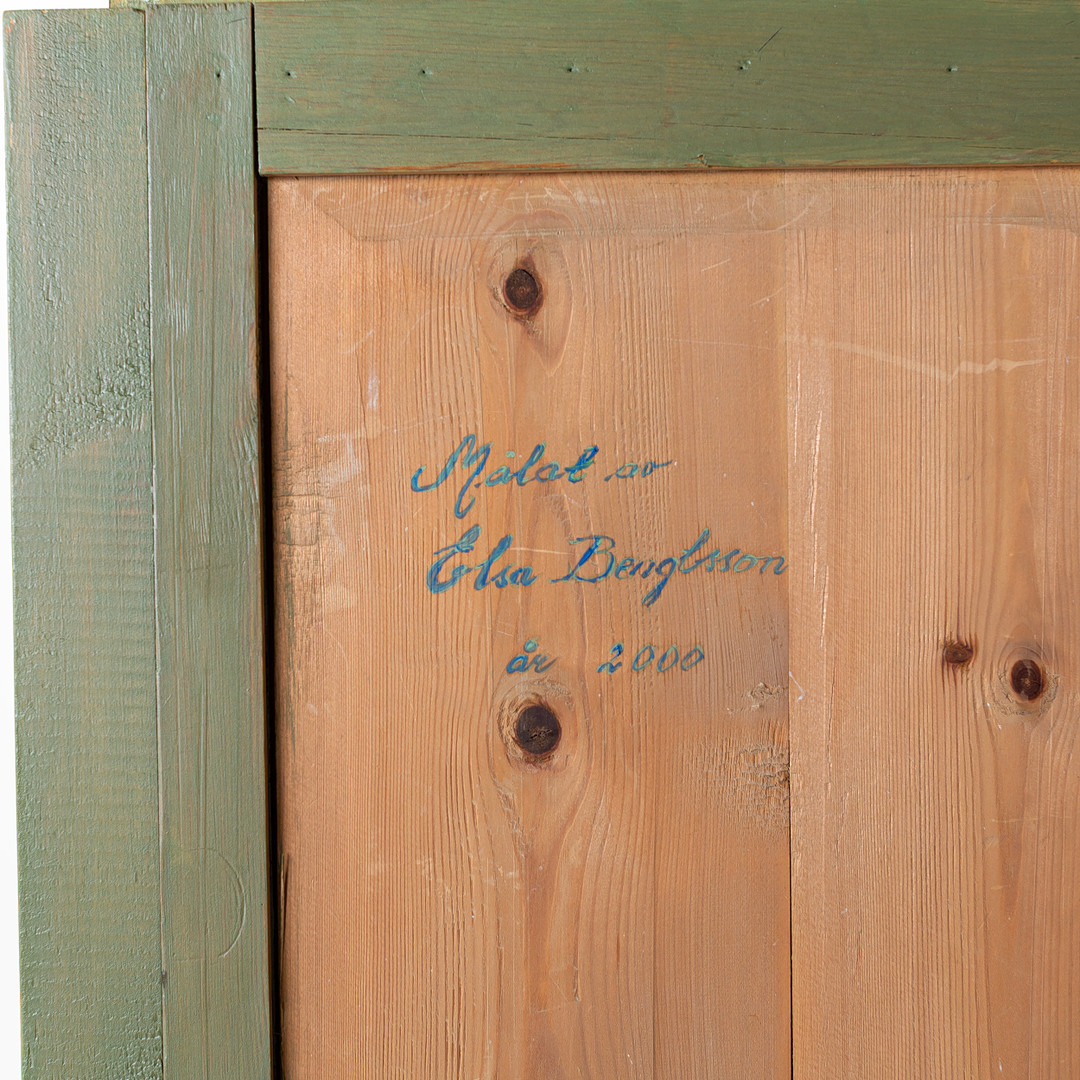 Målat av
Elsa Bengtsson
år 2000